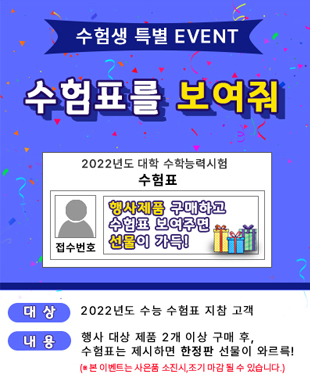 수험생 특별 EVENT
수험표를 보여줘
2022년도 대학 수학능력시험
수험표
행사제품 구매하고
수험표 보여주면
선물이 가득!
접수번호
대 상 2022년도 수능 수험표 지참 고객
내 용 행사 대상 제품 2개 이상 구매 후,
수험표는 제시하면 한정판 선물이 와르륵!
(※ 본 이벤트는 사은품 소진시,조기 마감 될 수 있습니다.)